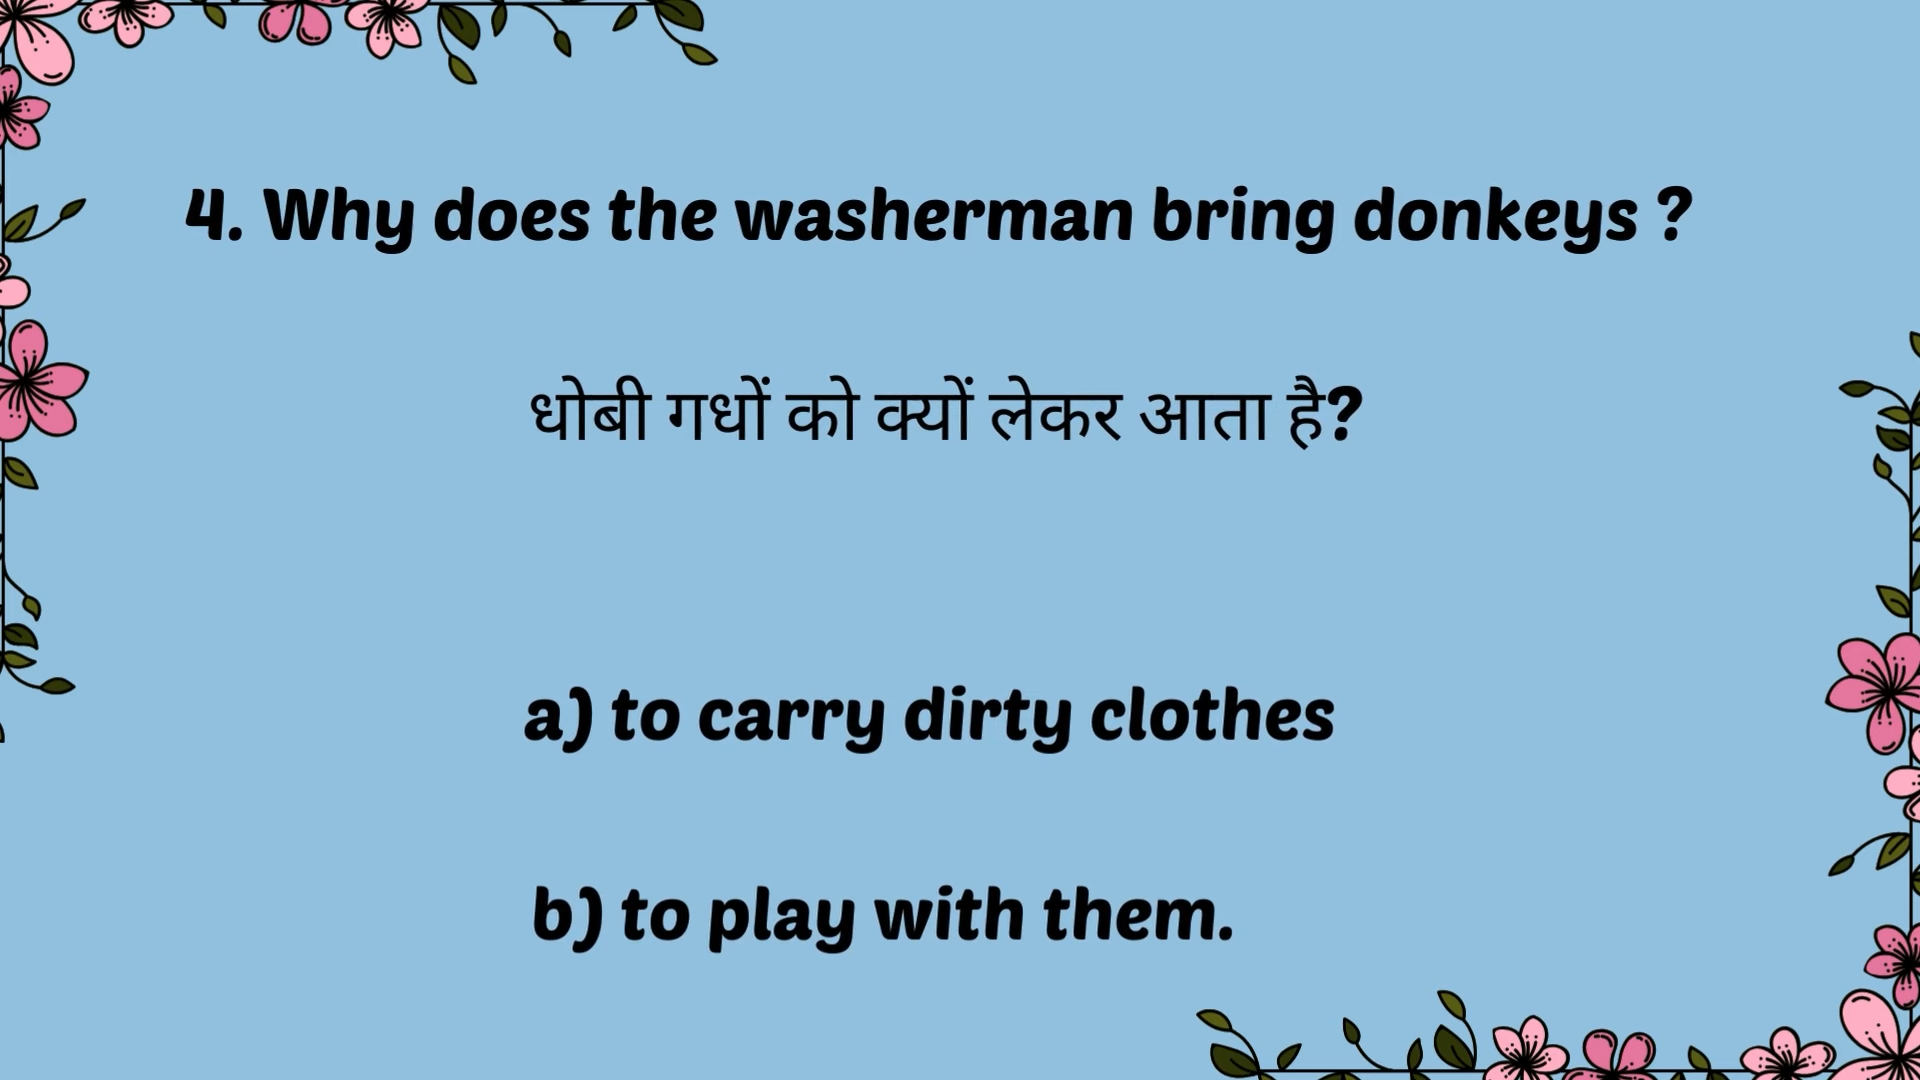 4. Why does the washerman bring donkeys ?
धोबी गधों को क्यों लेकर आता है?
a) to carry dirty clothes
b) to play with them.